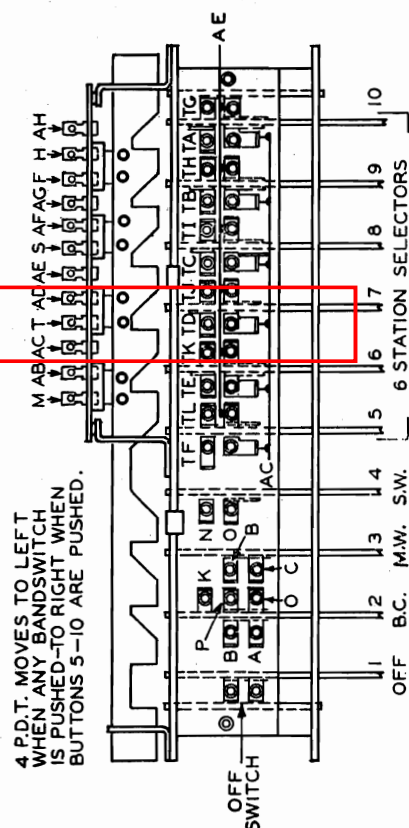 4 P.D.T. MOVES TO LEFT
WHEN ANY BANDSWITCH
IS PUSHED-TO RIGHT WHEN
BUTTONS 5-10 ARE PUSHED.
M AB AC T AD AE S AF AG F H AH
TF TL TE TK TD TJ TC TI TB TH TA TG
AE
K N
P B O
B
A O C
AC
OFF
SWITCH
1 2 3 4 5 6 7 8 9 10
OFF B.C. M.W. S.W. 6 STATION SELECTORS